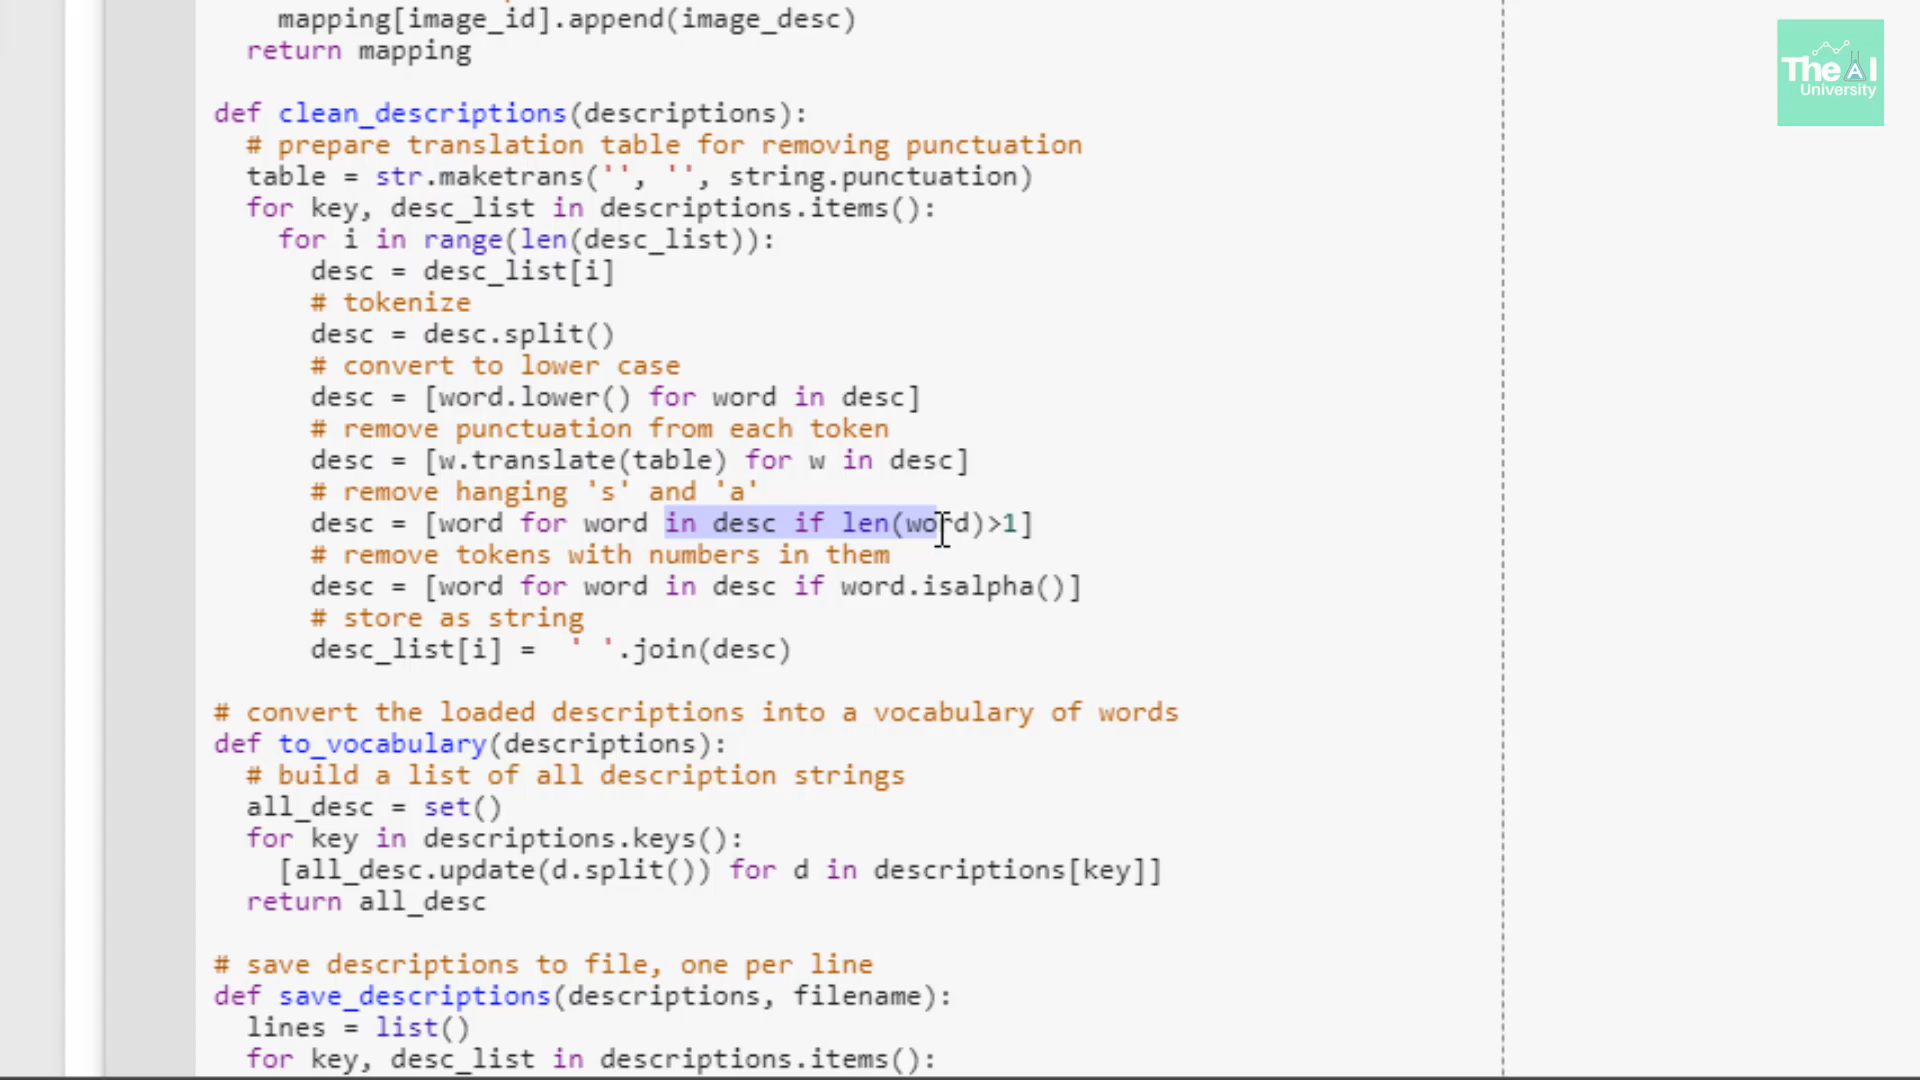 mapping[image_id].append(image_desc)
return mapping
The AI
University
def clean_descriptions(descriptions):
# prepare translation table for removing punctuation
table = str.maketrans('', '', string.punctuation)
for key, desc_list in descriptions.items():
for i in range(len(desc_list)):
desc = desc_list[i]
# tokenize
desc = desc.split()
# convert to lower case
desc = [word.lower() for word in desc]
# remove punctuation from each token
desc = [w.translate(table) for w in desc]
# remove hanging 's' and 'a'
desc = [word for word in desc if len(word)>1]
# remove tokens with numbers in them
desc = [word for word in desc if word.isalpha()]
# store as string
desc_list[i] =  ' '.join(desc)
# convert the loaded descriptions into a vocabulary of words
def to_vocabulary(descriptions):
# build a list of all description strings
all_desc = set()
for key in descriptions.keys():
[all_desc.update(d.split()) for d in descriptions[key]]
return all_desc
# save descriptions to file, one per line
def save_descriptions(descriptions, filename):
lines = list()
for key, desc_list in descriptions.items():